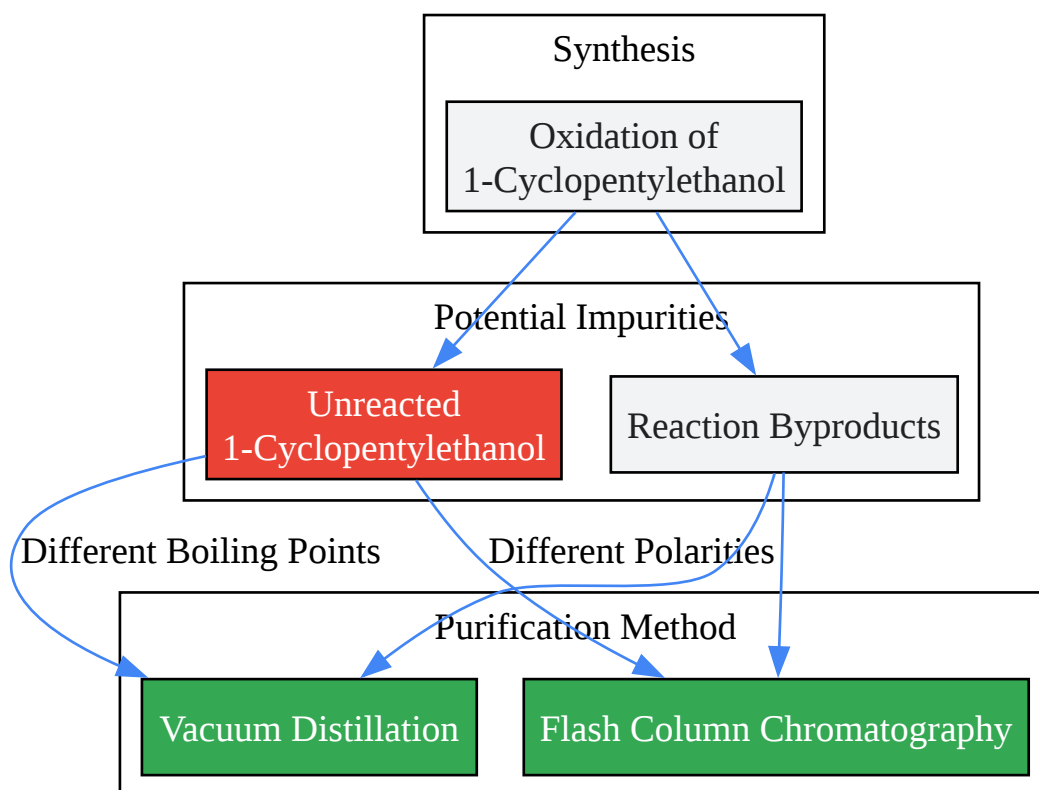 Synthesis
Oxidation of
1-Cyclopentylethanol
Potential Impurities
Unreacted
1-Cyclopentylethanol
Reaction Byproducts
Different Boiling Points
Different Polarities
Purification Method
Vacuum Distillation
Flash Column Chromatography